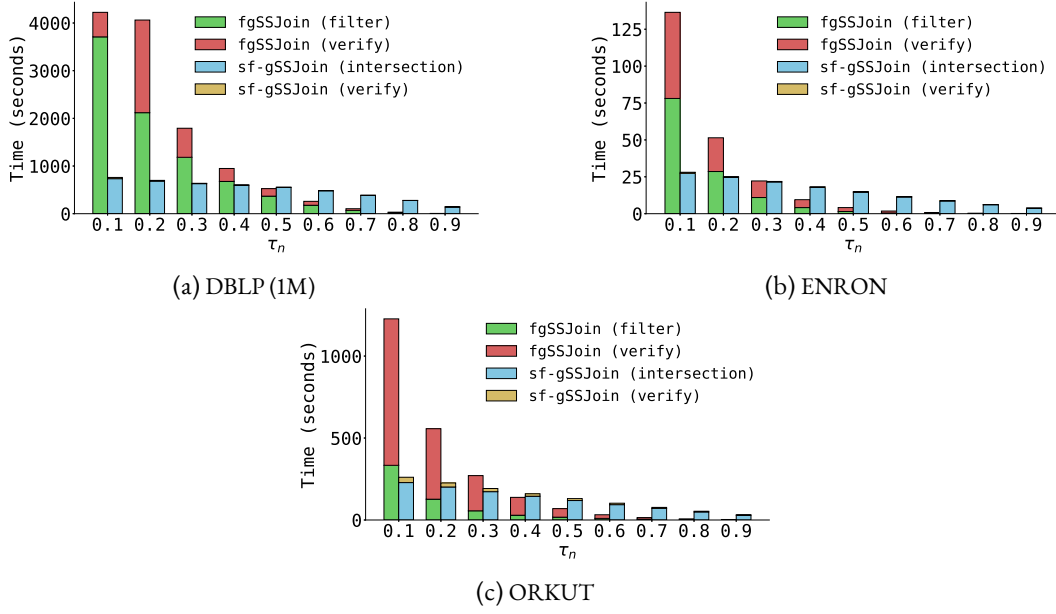 4000
3000
2000
1000
0
Time (seconds)
fgSSJoin (filter)
fgSSJoin (verify)
sf-gSSJoin (intersection)
sf-gSSJoin (verify)
0.1 0.2 0.3 0.4 0.5 0.6 0.7 0.8 0.9
τn
(a) DBLP (1M)
125
100
75
50
25
0
Time (seconds)
fgSSJoin (filter)
fgSSJoin (verify)
sf-gSSJoin (intersection)
sf-gSSJoin (verify)
0.1 0.2 0.3 0.4 0.5 0.6 0.7 0.8 0.9
τn
(b) ENRON
1000
500
0
Time (seconds)
fgSSJoin (filter)
fgSSJoin (verify)
sf-gSSJoin (intersection)
sf-gSSJoin (verify)
0.1 0.2 0.3 0.4 0.5 0.6 0.7 0.8 0.9
τn
(c) ORKUT